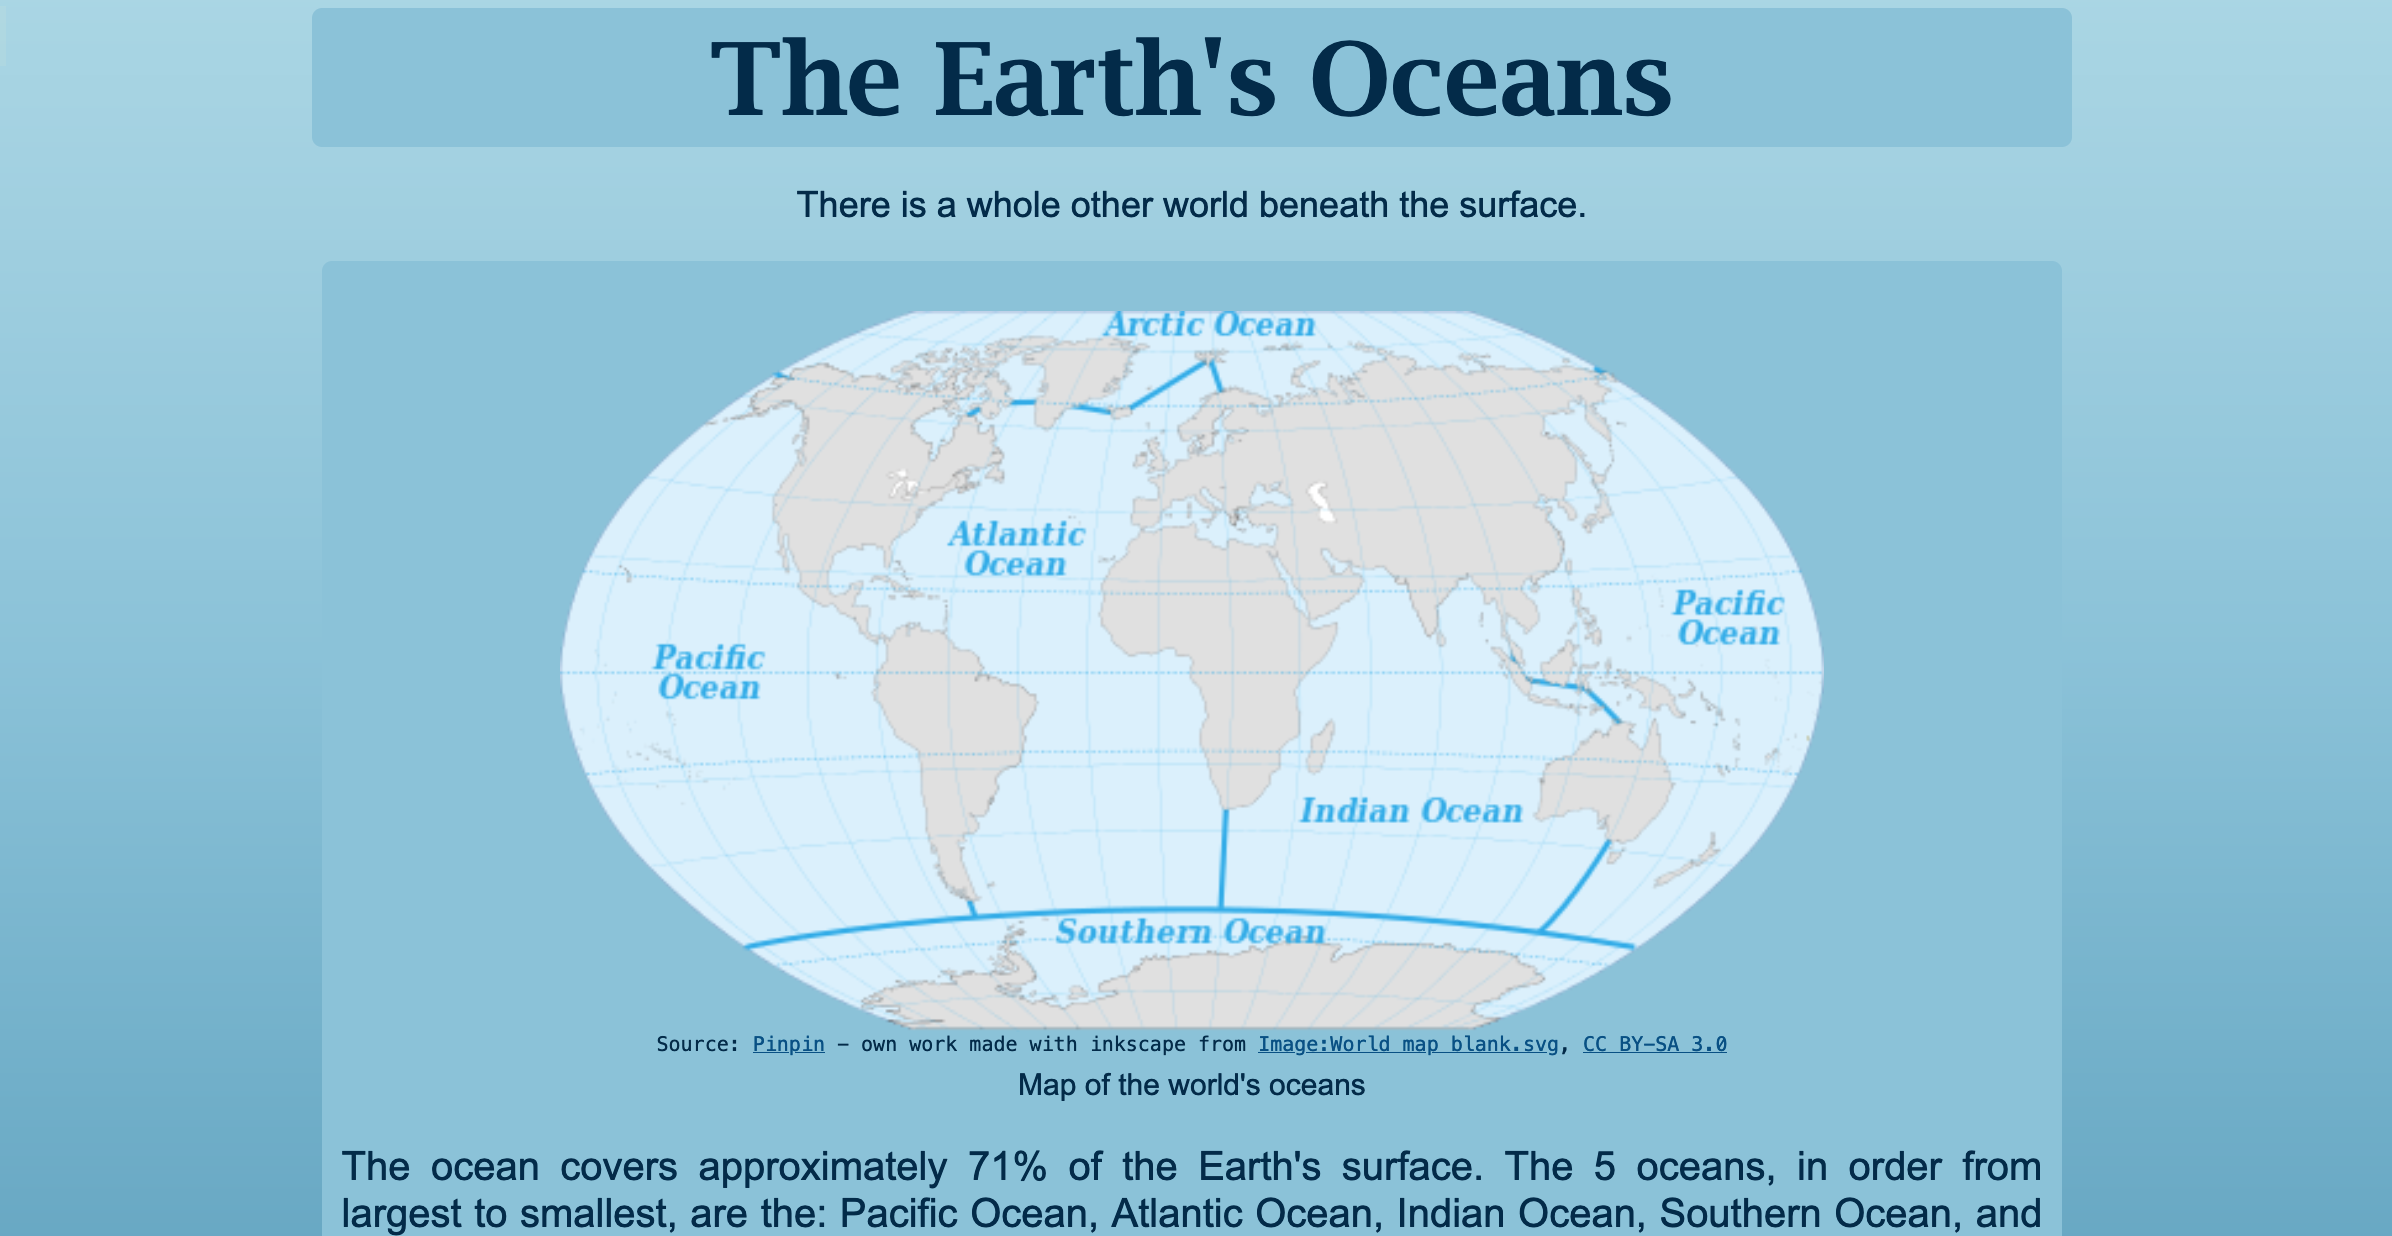 The Earth's Oceans
There is a whole other world beneath the surface.
Arctic Ocean
Atlantic
Ocean
Pacific
Ocean
Pacific
Ocean
Indian Ocean
Southern Ocean
Source: Pinpin - own work made with inkscape from Image:World map blank.svg, CC BY-SA 3.0
Map of the world's oceans
The ocean covers approximately 71% of the Earth's surface. The 5 oceans, in order from
largest to smallest, are the: Pacific Ocean, Atlantic Ocean, Indian Ocean, Southern Ocean, and